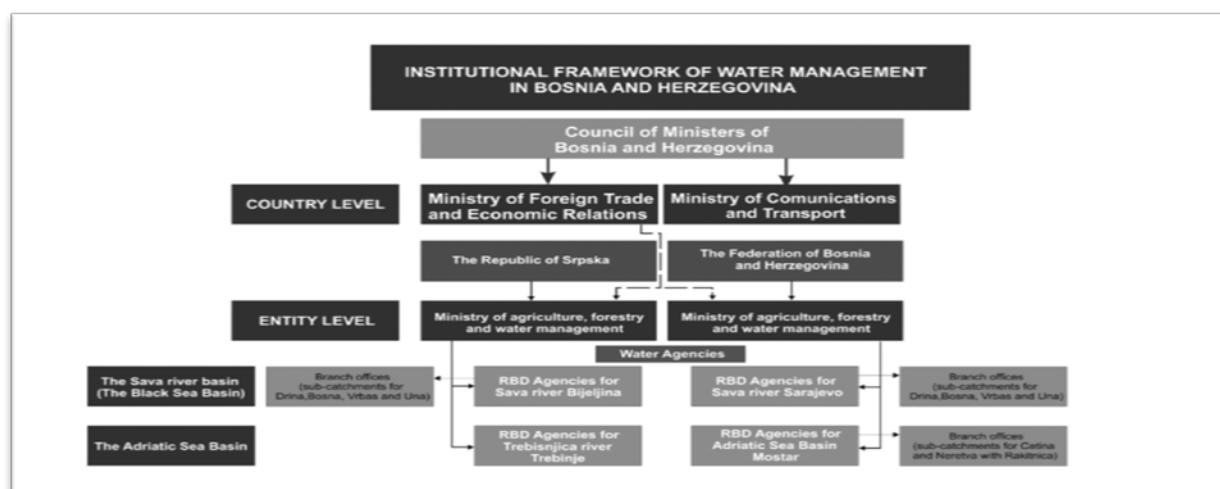 INSTITUTIONAL FRAMEWORK OF WATER MANAGEMENT
IN BOSNIA AND HERZEGOVINA
Council of Ministers of
Bosnia and Herzegovina
COUNTRY LEVEL
Ministry of Foreign Trade
and Economic Relations
Ministry of Comunications
and Transport
The Republic of Srpska
The Federation of Bosnia
and Herzegovina
ENTITY LEVEL
Ministry of agriculture, forestry
and water management
Ministry of agriculture, forestry
and water management
Water Agencies
The Sava river basin
(The Black Sea Basin)
Branch offices
(sub-catchments for
Drina,Bosna, Vrbas and Una)
RBD Agencies for
Sava river Bijeljina
RBD Agencies for
Sava river Sarajevo
Branch offices
(sub-catchments for
Drina,Bosna, Vrbas and Una)
The Adriatic Sea Basin
RBD Agencies for
Trebisnjica river
Trebinje
RBD Agencies for
Adriatic Sea Basin
Mostar
Branch offices
(sub-catchments for Cetina
and Neretva with Rakitnica)